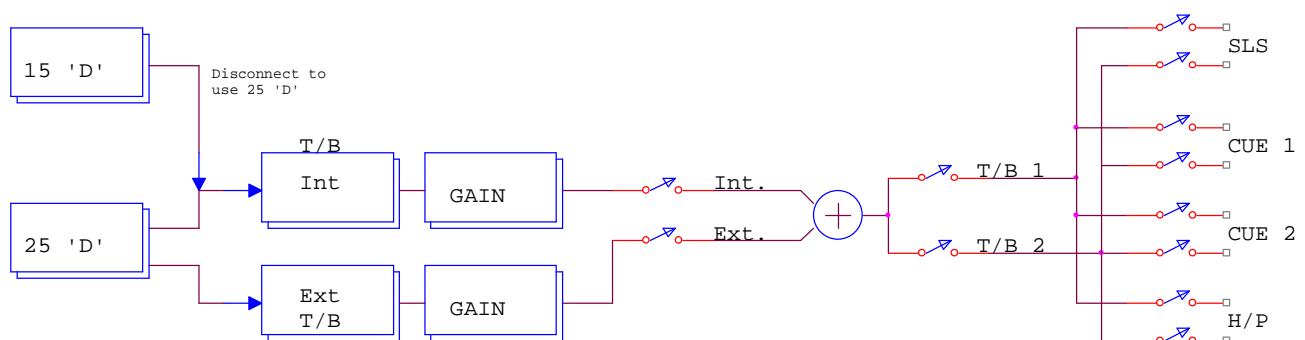 15 'D'
Disconnect to
use 25 'D'
SLS
T/B
Int
GAIN
Int.
T/B 1
CUE 1
25 'D'
Ext.
T/B 2
CUE 2
Ext
T/B
GAIN
H/P